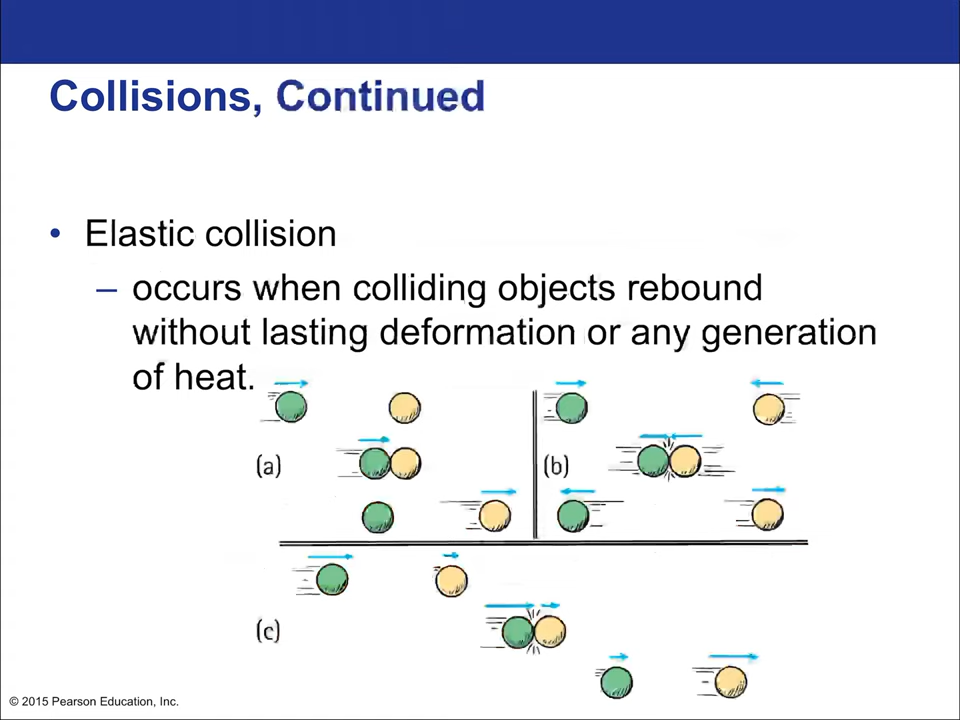 Collisions, Continued
• Elastic collision
– occurs when colliding objects rebound
without lasting deformation or any generation
of heat.
(a)
(b)
(c)
© 2015 Pearson Education, Inc.